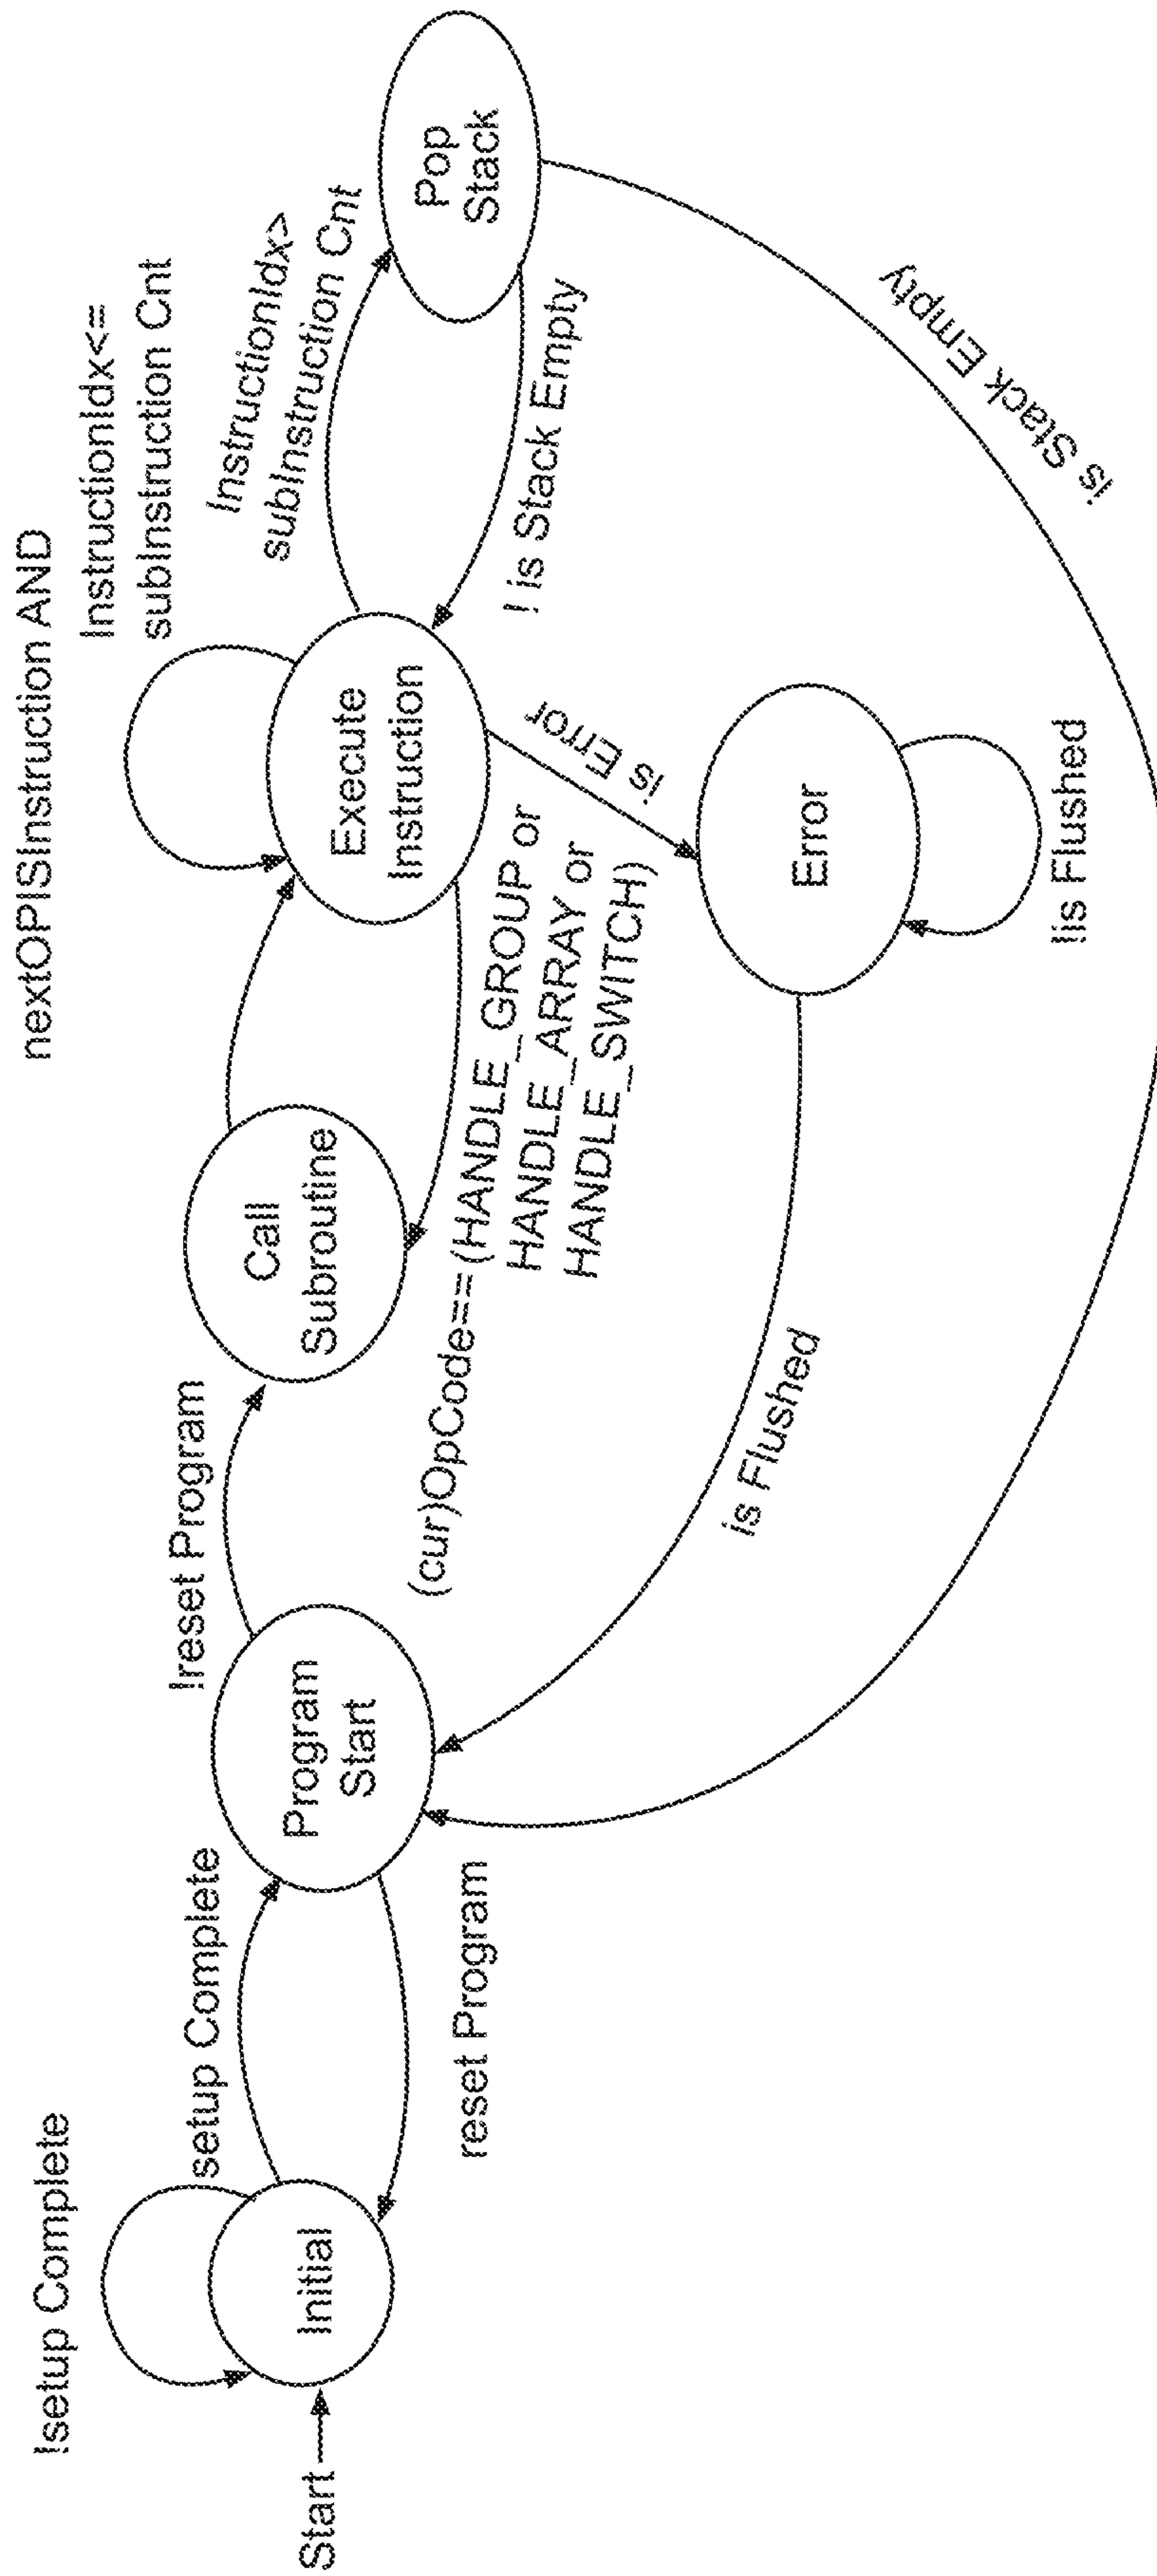 Start
!setup Complete
Initial
setup Complete
reset Program
Program
Start
!reset Program
Call
Subroutine
(cur)OpCode==(HANDLE_GROUP or
HANDLE_ARRAY or
HANDLE_SWITCH)
nextOPISInstruction AND
InstructionIdx<=
subInstruction Cnt
Execute
Instruction
InstructionIdx>
subInstruction Cnt
! is Stack Empty
Pop
Stack
is Error
Error
!is Flushed
is Flushed
is Stack Empty